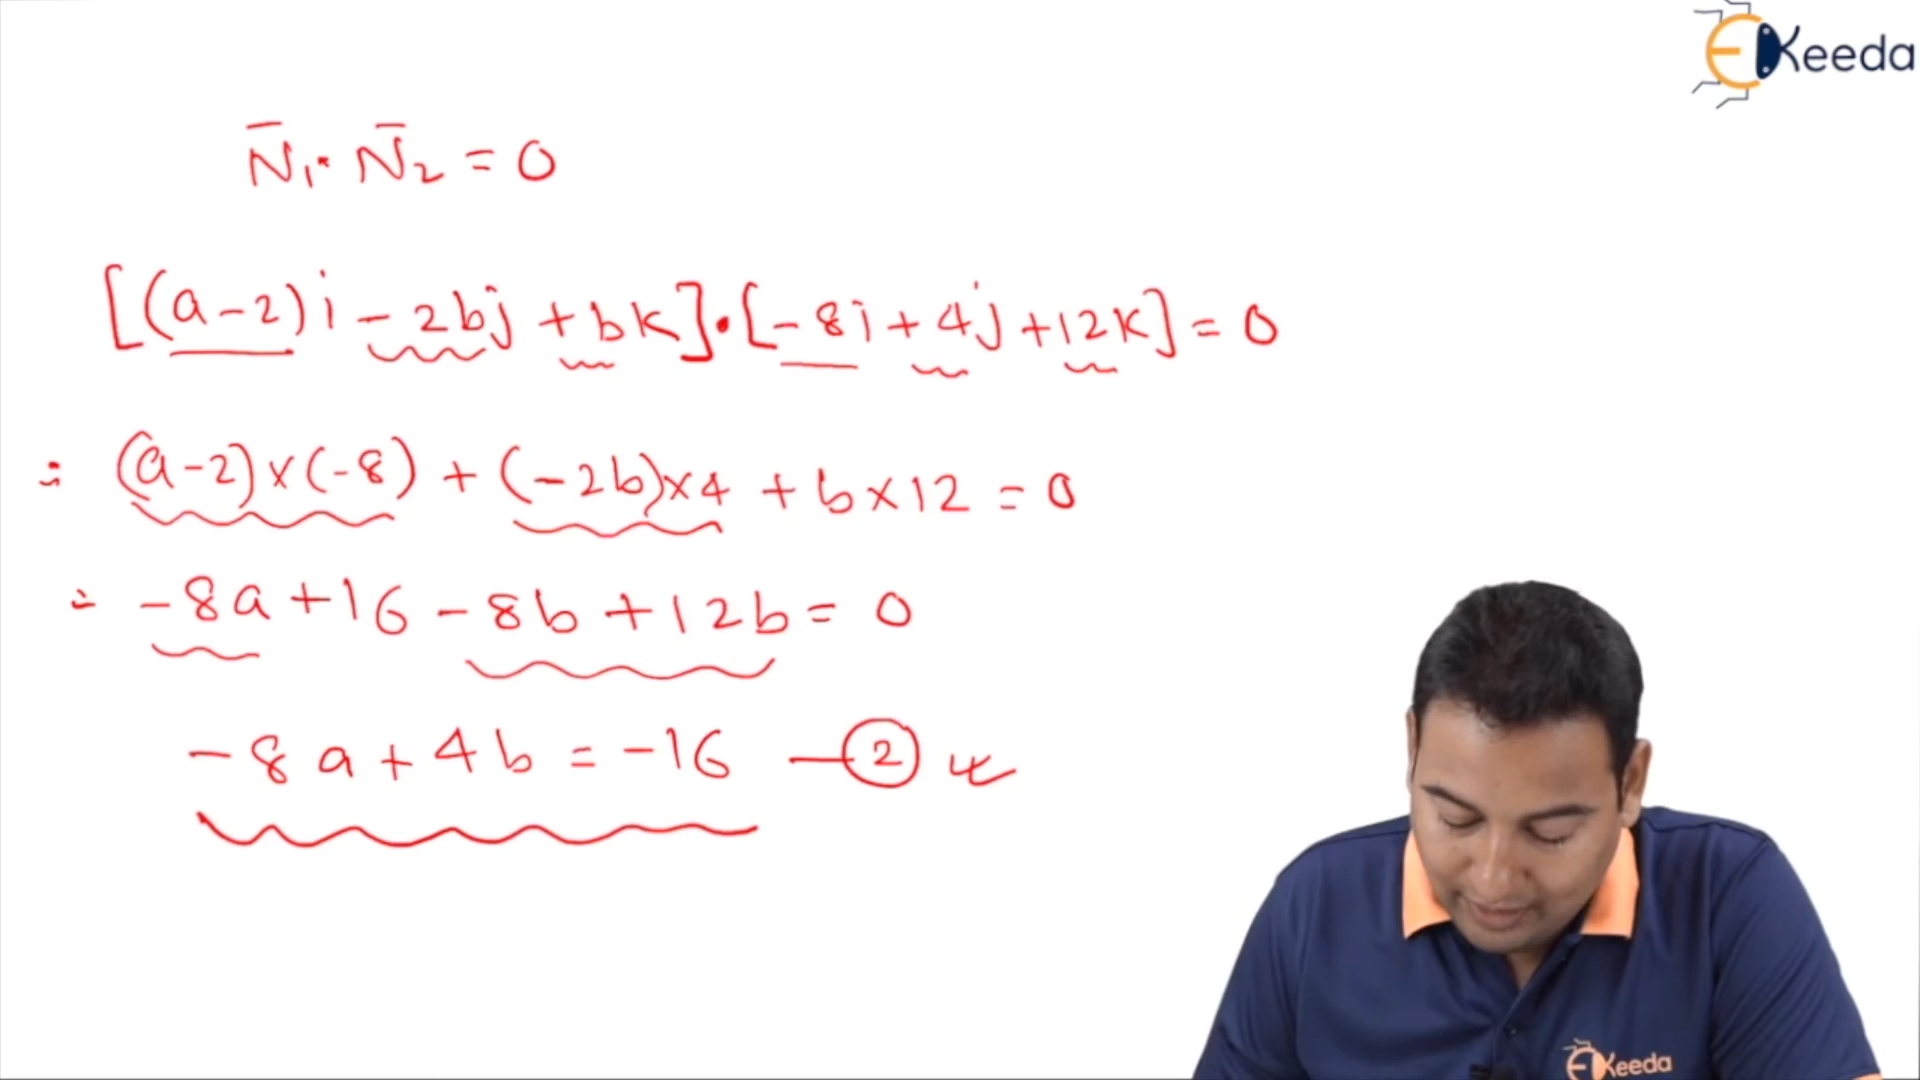 EKeeda
N̄₁ · N̄₂ = 0
[(a-2)i - 2bj + bk] · [-8i + 4j + 12k] = 0
= (a-2)×(-8) + (-2b)×4 + b×12 = 0
= -8a + 16 - 8b + 12b = 0
-8a + 4b = -16 — ②
EKeeda